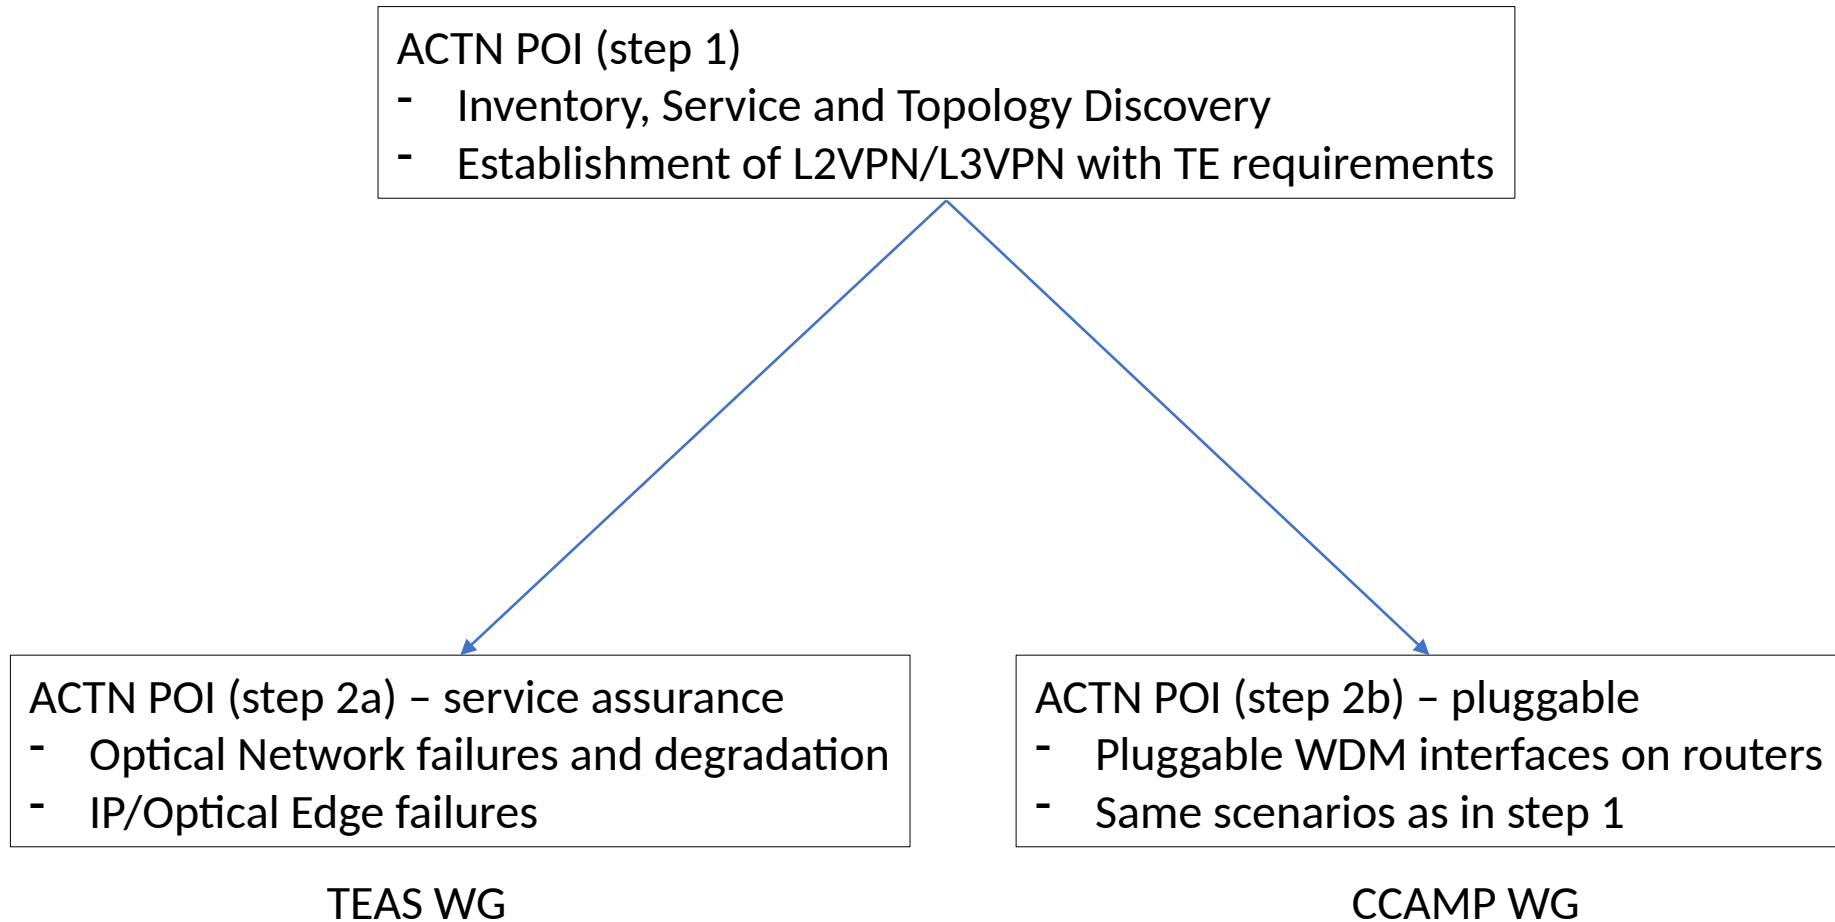 ACTN POI (step 1)
- Inventory, Service and Topology Discovery
- Establishment of L2VPN/L3VPN with TE requirements
ACTN POI (step 2a) – service assurance
- Optical Network failures and degradation
- IP/Optical Edge failures
TEAS WG
ACTN POI (step 2b) – pluggable
- Pluggable WDM interfaces on routers
- Same scenarios as in step 1
CCAMP WG